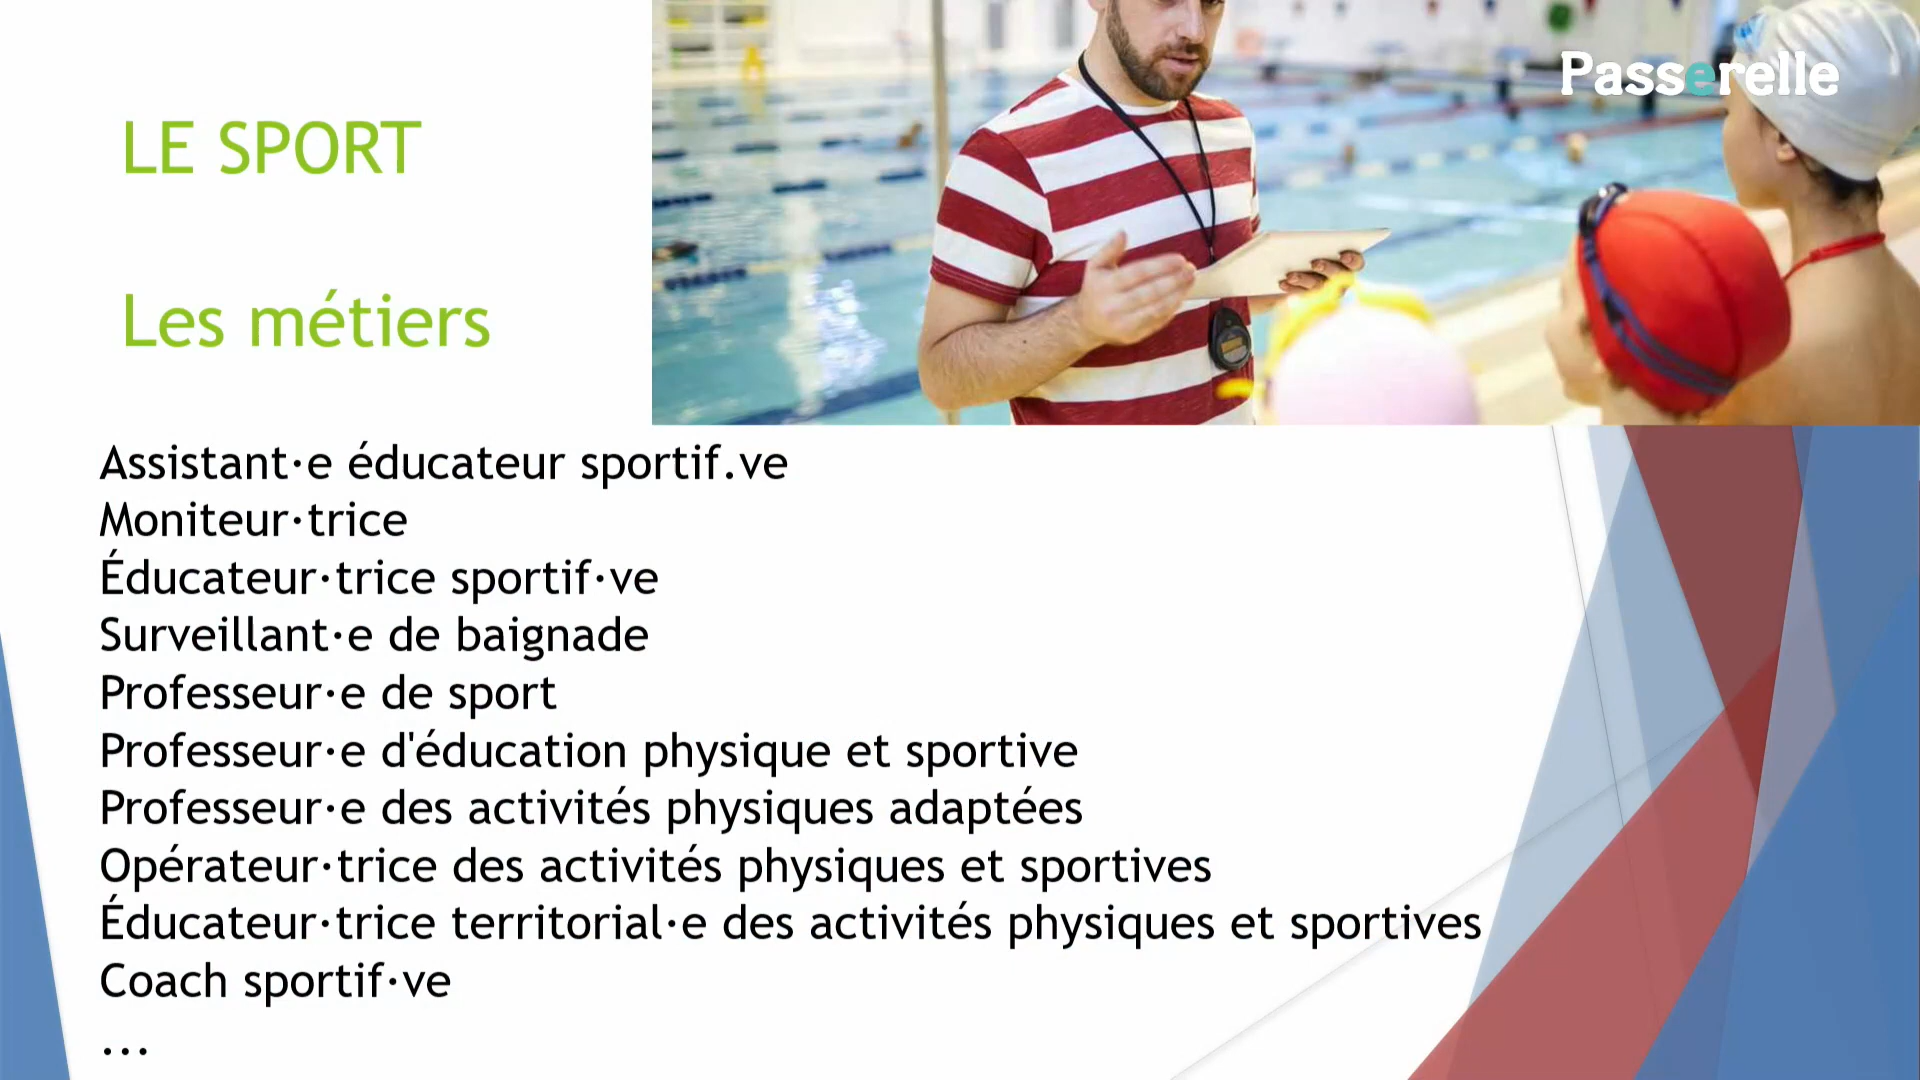 Passerelle
LE SPORT
Les métiers
Assistant·e éducateur sportif.ve
Moniteur·trice
Éducateur·trice sportif·ve
Surveillant·e de baignade
Professeur·e de sport
Professeur·e d'éducation physique et sportive
Professeur·e des activités physiques adaptées
Opérateur·trice des activités physiques et sportives
Éducateur·trice territorial·e des activités physiques et sportives
Coach sportif·ve
...